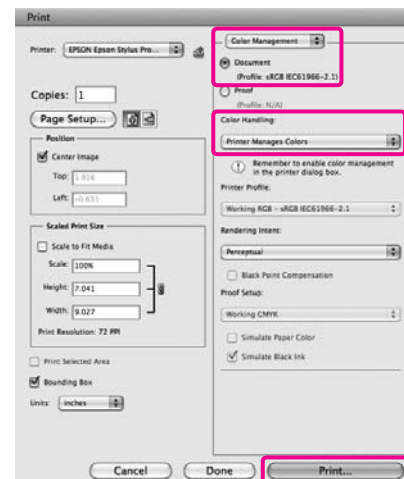 Print
Printer: EPSON Epson Stylus Pro...
Copies: 1
Page Setup...
Position
Center Image
Top: 1.816
Left: -0.653
Scaled Print Size
Scale to Fit Media
Scale: 100%
Height: 7.041
Width: 9.027
Print Resolution: 72 PPI
Print Selected Area
Bounding Box
Units: inches
Color Management
Document
(Profile: sRGB IEC61966-2.1)
Proof
(Profile: N/A)
Color Handling:
Printer Manages Colors
Remember to enable color management
in the printer dialog box.
Printer Profile:
Working RGB - sRGB IEC61966-2.1
Rendering Intent:
Perceptual
Black Point Compensation
Proof Setup:
Working CMYK
Simulate Paper Color
Simulate Black Ink
Cancel
Done
Print...